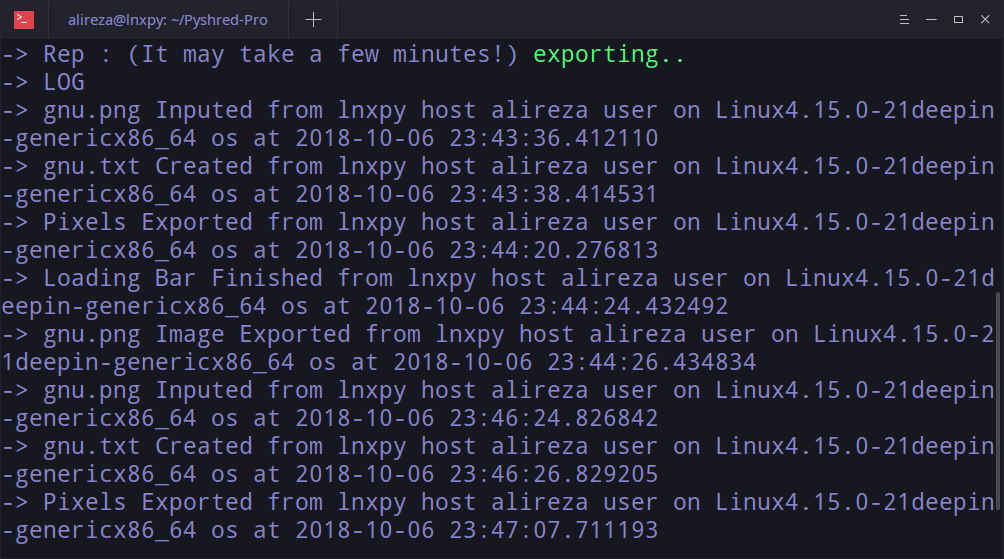 >_ alireza@lnxpy: ~/Pyshred-Pro
-> Rep : (It may take a few minutes!) exporting..
-> LOG
-> gnu.png Inputed from lnxpy host alireza user on Linux4.15.0-21deepin
-genericx86_64 os at 2018-10-06 23:43:36.412110
-> gnu.txt Created from lnxpy host alireza user on Linux4.15.0-21deepin
-genericx86_64 os at 2018-10-06 23:43:38.414531
-> Pixels Exported from lnxpy host alireza user on Linux4.15.0-21deepin
-genericx86_64 os at 2018-10-06 23:44:20.276813
-> Loading Bar Finished from lnxpy host alireza user on Linux4.15.0-21d
eepin-genericx86_64 os at 2018-10-06 23:44:24.432492
-> gnu.png Image Exported from lnxpy host alireza user on Linux4.15.0-2
1deepin-genericx86_64 os at 2018-10-06 23:44:26.434834
-> gnu.png Inputed from lnxpy host alireza user on Linux4.15.0-21deepin
-genericx86_64 os at 2018-10-06 23:46:24.826842
-> gnu.txt Created from lnxpy host alireza user on Linux4.15.0-21deepin
-genericx86_64 os at 2018-10-06 23:46:26.829205
-> Pixels Exported from lnxpy host alireza user on Linux4.15.0-21deepin
-genericx86_64 os at 2018-10-06 23:47:07.711193